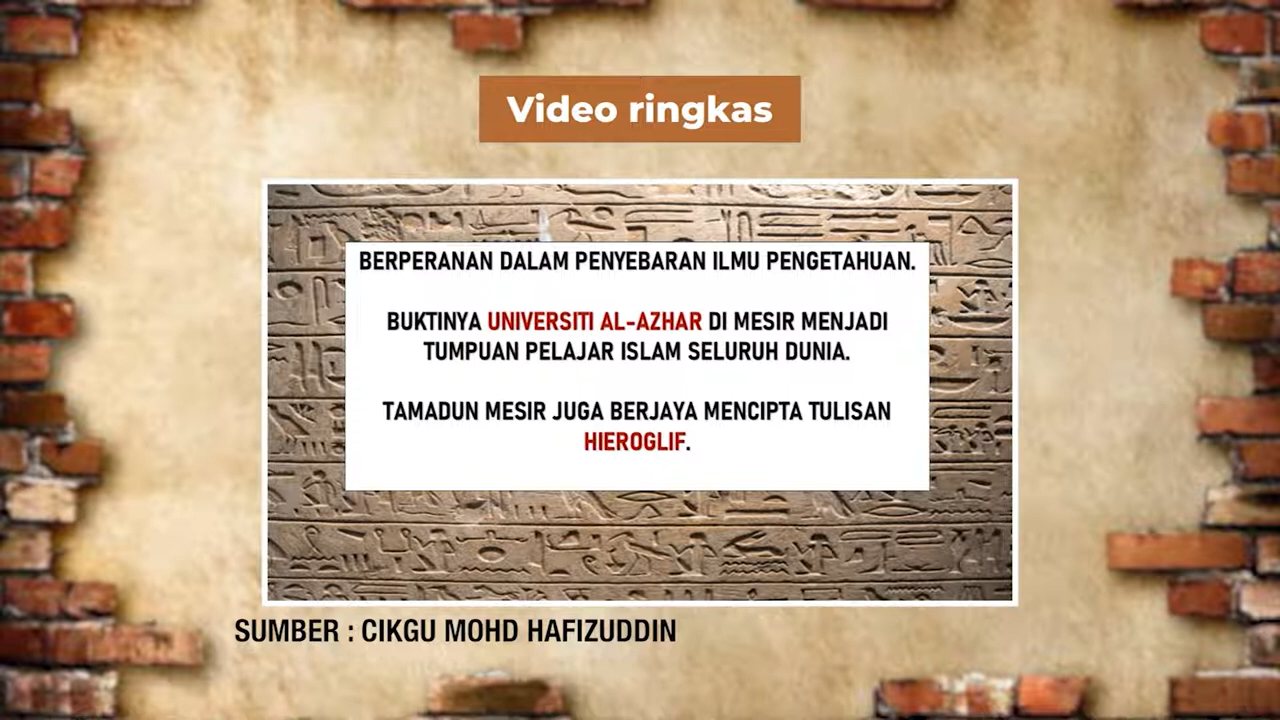 Video ringkas
BERPERANAN DALAM PENYEBARAN ILMU PENGETAHUAN.
BUKTINYA UNIVERSITI AL-AZHAR DI MESIR MENJADI
TUMPUAN PELAJAR ISLAM SELURUH DUNIA.
TAMADUN MESIR JUGA BERJAYA MENCIPTA TULISAN
HIEROGLIF.
SUMBER : CIKGU MOHD HAFIZUDDIN